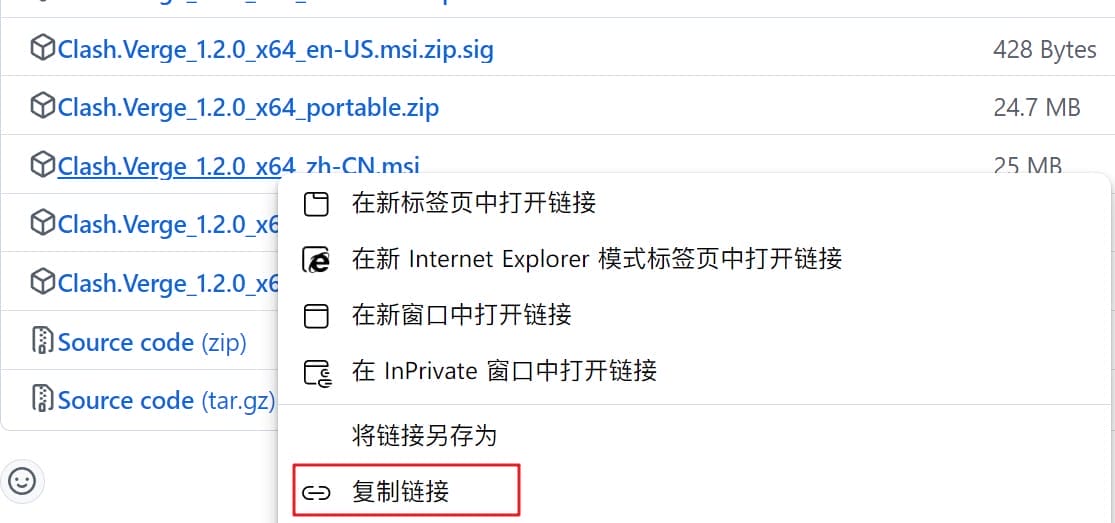 Clash.Verge_1.2.0_x64_en-US.msi.zip.sig 428 Bytes
Clash.Verge_1.2.0_x64_portable.zip 24.7 MB
Clash.Verge_1.2.0_x64_zh-CN.msi 25 MB
在新标签页中打开链接
Clash.Verge_1.2.0_x6
在新 Internet Explorer 模式标签页中打开链接
Clash.Verge_1.2.0_x6
在新窗口中打开链接
Source code (zip)
在 InPrivate 窗口中打开链接
Source code (tar.gz)
将链接另存为
复制链接